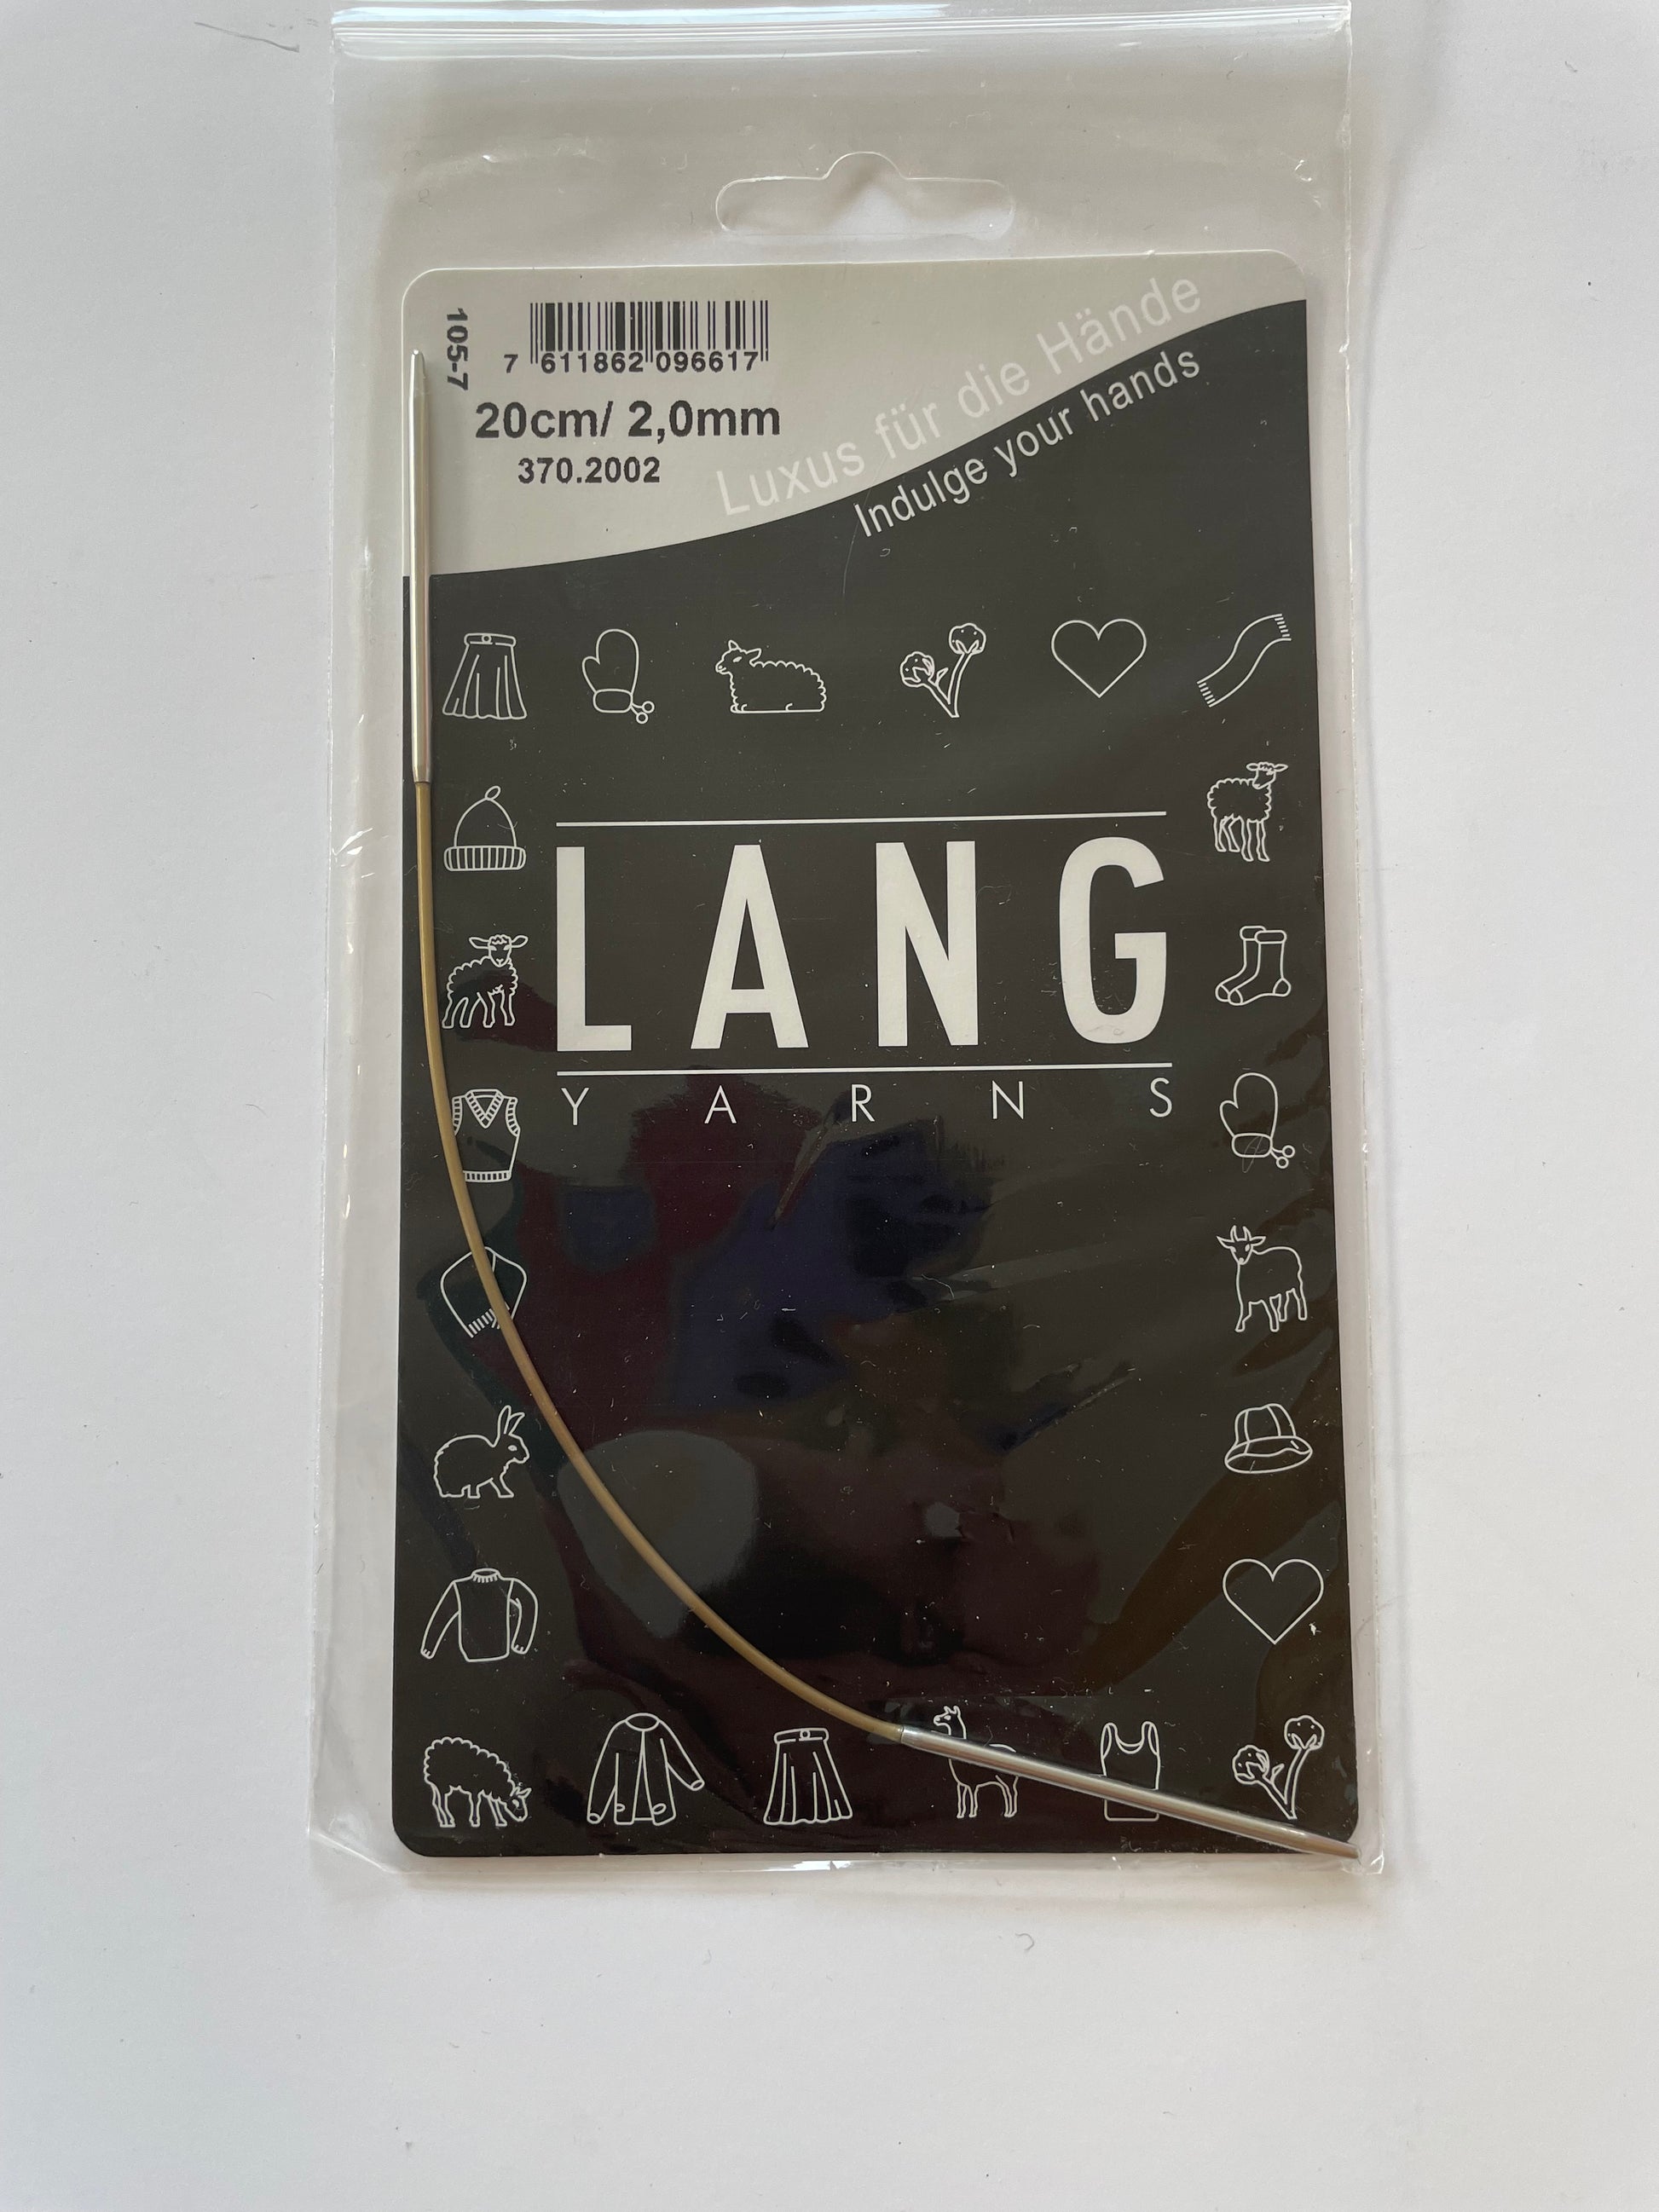 105-7
7 611862 096617
20cm/ 2,0mm
370.2002
Luxus für die Hände
Indulge your hands
LANG
YARNS